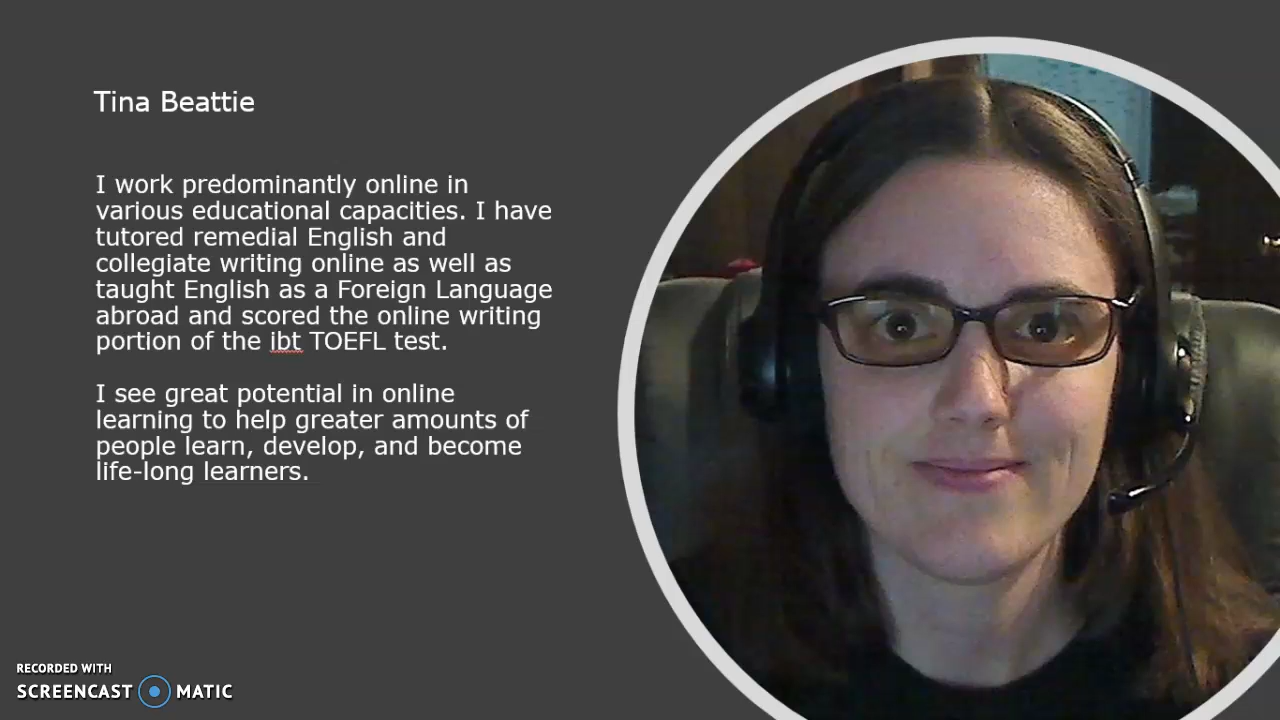 Tina Beattie
I work predominantly online in
various educational capacities. I have
tutored remedial English and
collegiate writing online as well as
taught English as a Foreign Language
abroad and scored the online writing
portion of the ibt TOEFL test.
I see great potential in online
learning to help greater amounts of
people learn, develop, and become
life-long learners.
RECORDED WITH
SCREENCAST MATIC